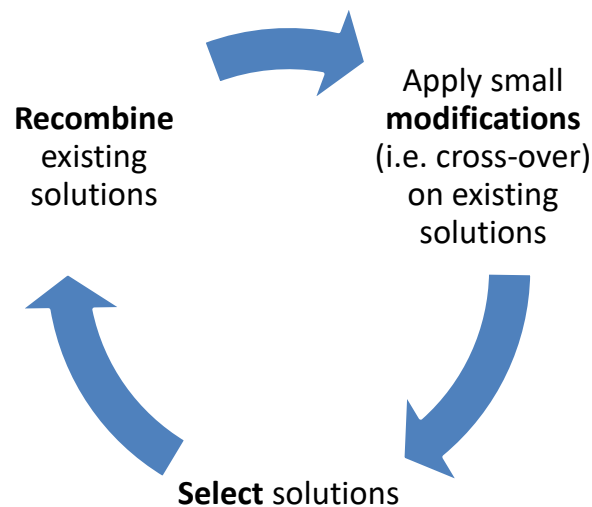 Recombine
existing
solutions
Apply small
modifications
(i.e. cross-over)
on existing
solutions
Select solutions